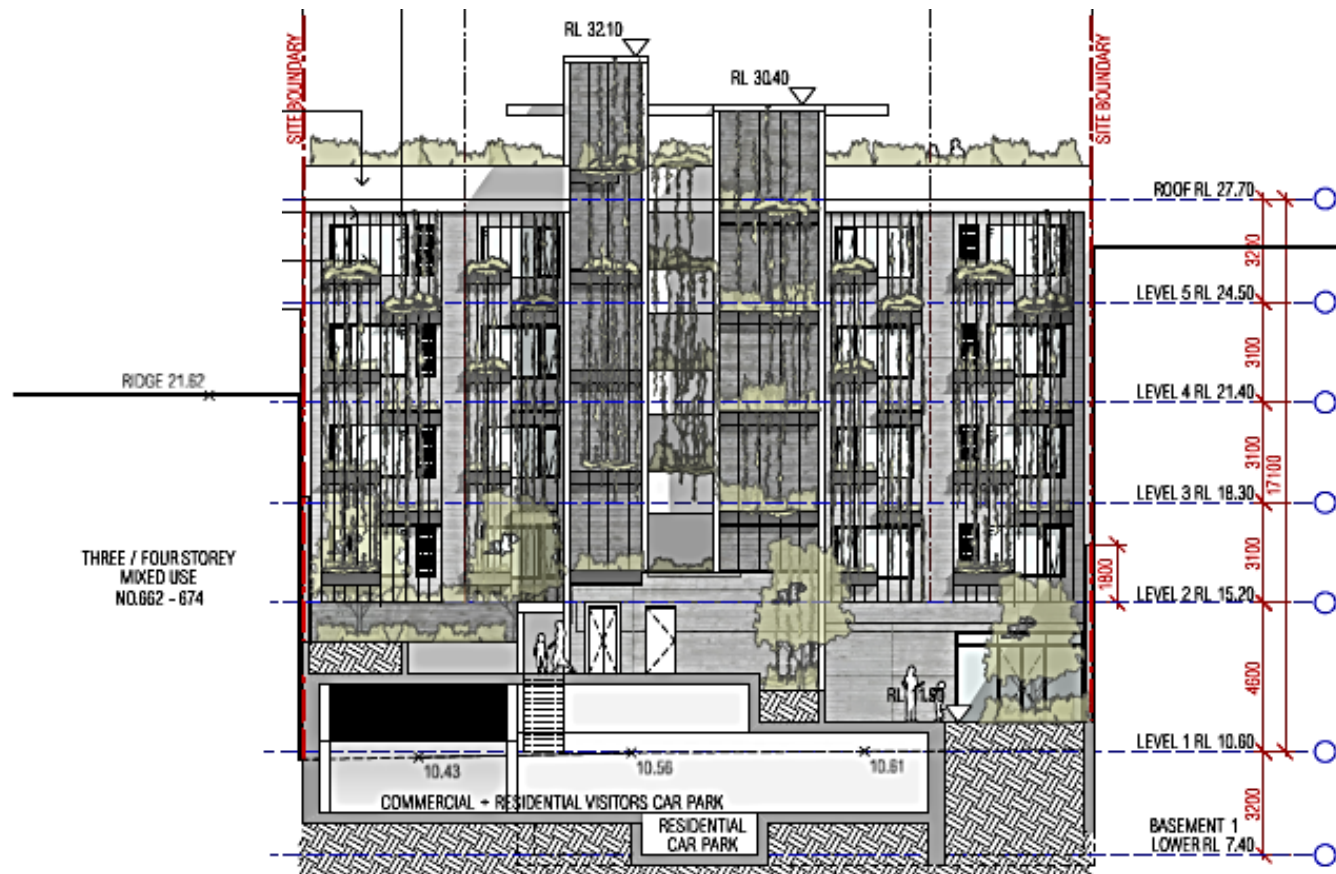 RL 32.10
RL 30.40
SITE BOUNDARY
SITE BOUNDARY
ROOF RL 27.70
3200
LEVEL 5 RL 24.50
3100
RIDGE 21.62
LEVEL 4 RL 21.40
3100
17100
LEVEL 3 RL 18.30
THREE / FOUR STOREY
MIXED USE
NO.662 - 674
3100
1800
LEVEL 2 RL 15.20
4600
LEVEL 1 RL 10.60
10.43
10.56
10.61
COMMERCIAL + RESIDENTIAL VISITORS CAR PARK
3200
RESIDENTIAL
CAR PARK
BASEMENT 1
LOWER RL 7.40